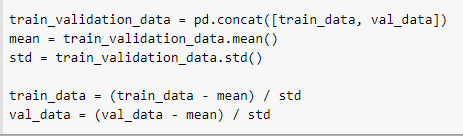 train_validation_data = pd.concat([train_data, val_data])
mean = train_validation_data.mean()
std = train_validation_data.std()
train_data = (train_data - mean) / std
val_data = (val_data - mean) / std